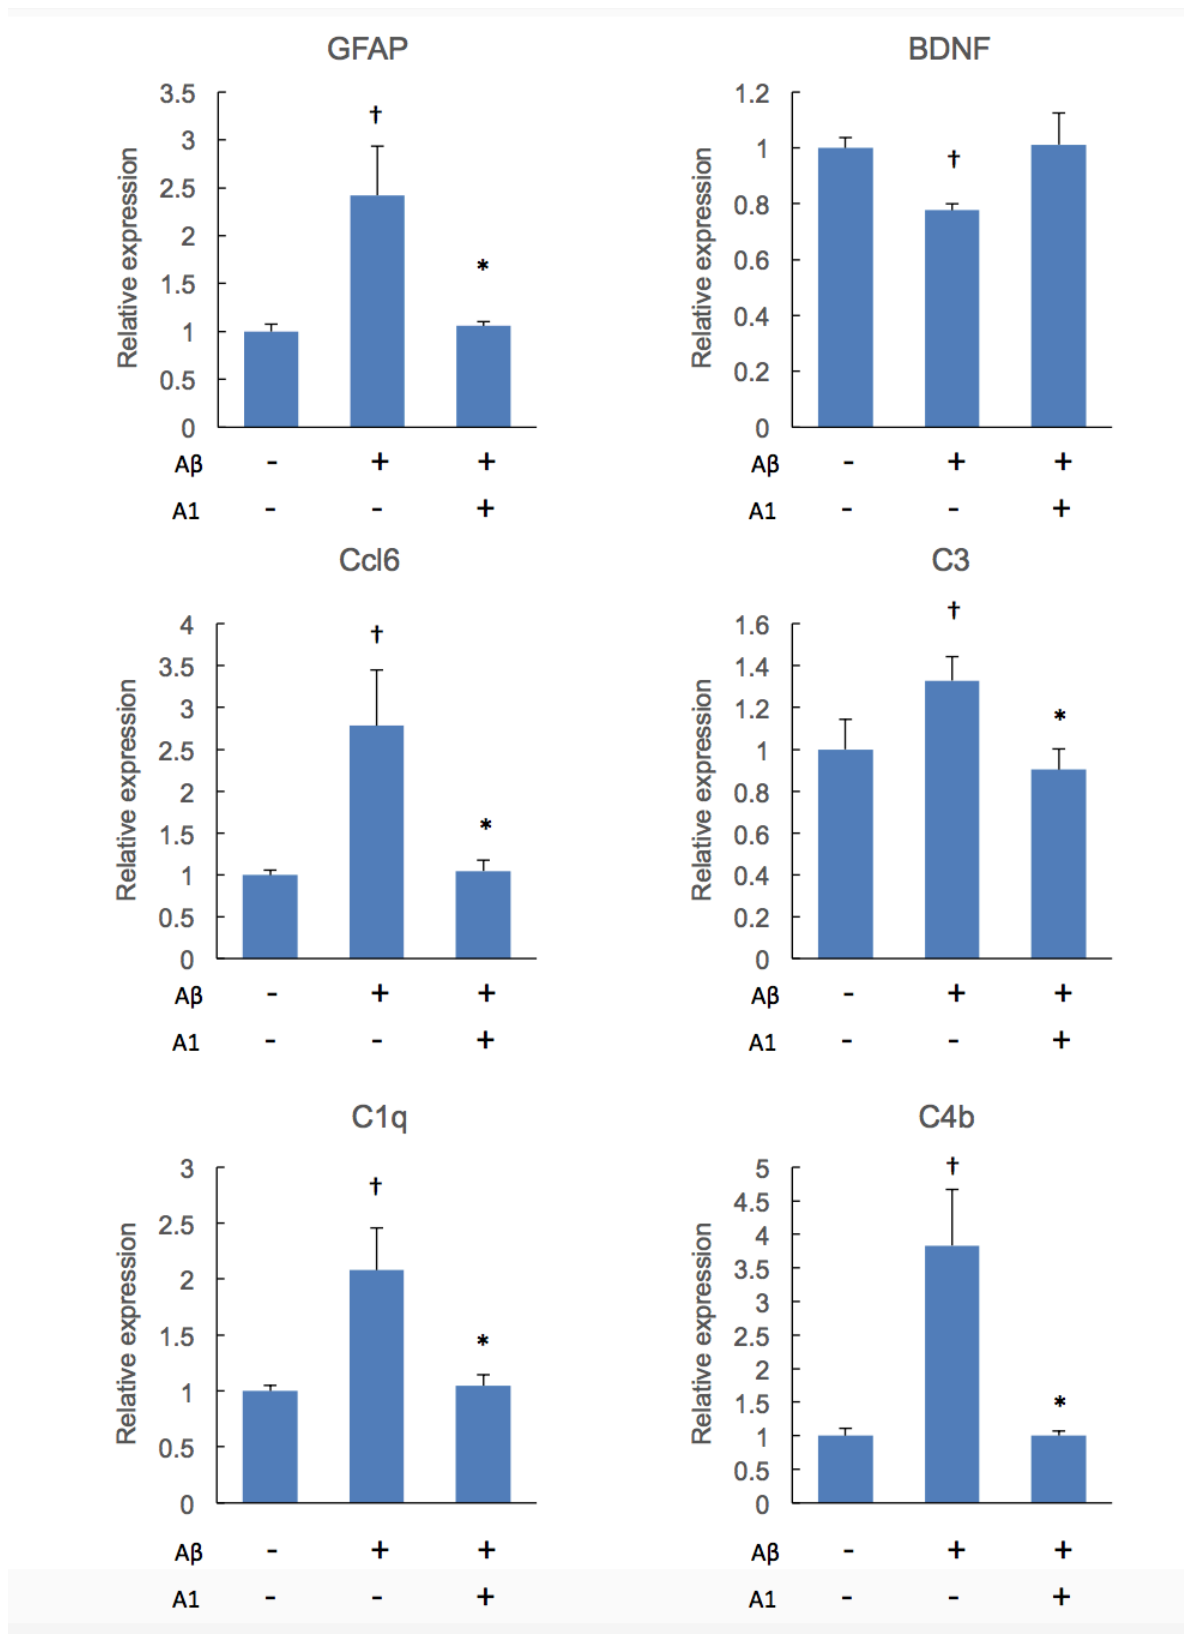 GFAP
Relative expression
3.5
3
2.5
2
1.5
1
0.5
0
†
*
Aβ - + +
A1 - - +
BDNF
Relative expression
1.2
1
0.8
0.6
0.4
0.2
0
†
Aβ - + +
A1 - - +
Ccl6
Relative expression
4
3.5
3
2.5
2
1.5
1
0.5
0
†
*
Aβ - + +
A1 - - +
C3
Relative expression
1.6
1.4
1.2
1
0.8
0.6
0.4
0.2
0
†
*
Aβ - + +
A1 - - +
C1q
Relative expression
3
2.5
2
1.5
1
0.5
0
†
*
Aβ - + +
A1 - - +
C4b
Relative expression
5
4.5
4
3.5
3
2.5
2
1.5
1
0.5
0
†
*
Aβ - + +
A1 - - +